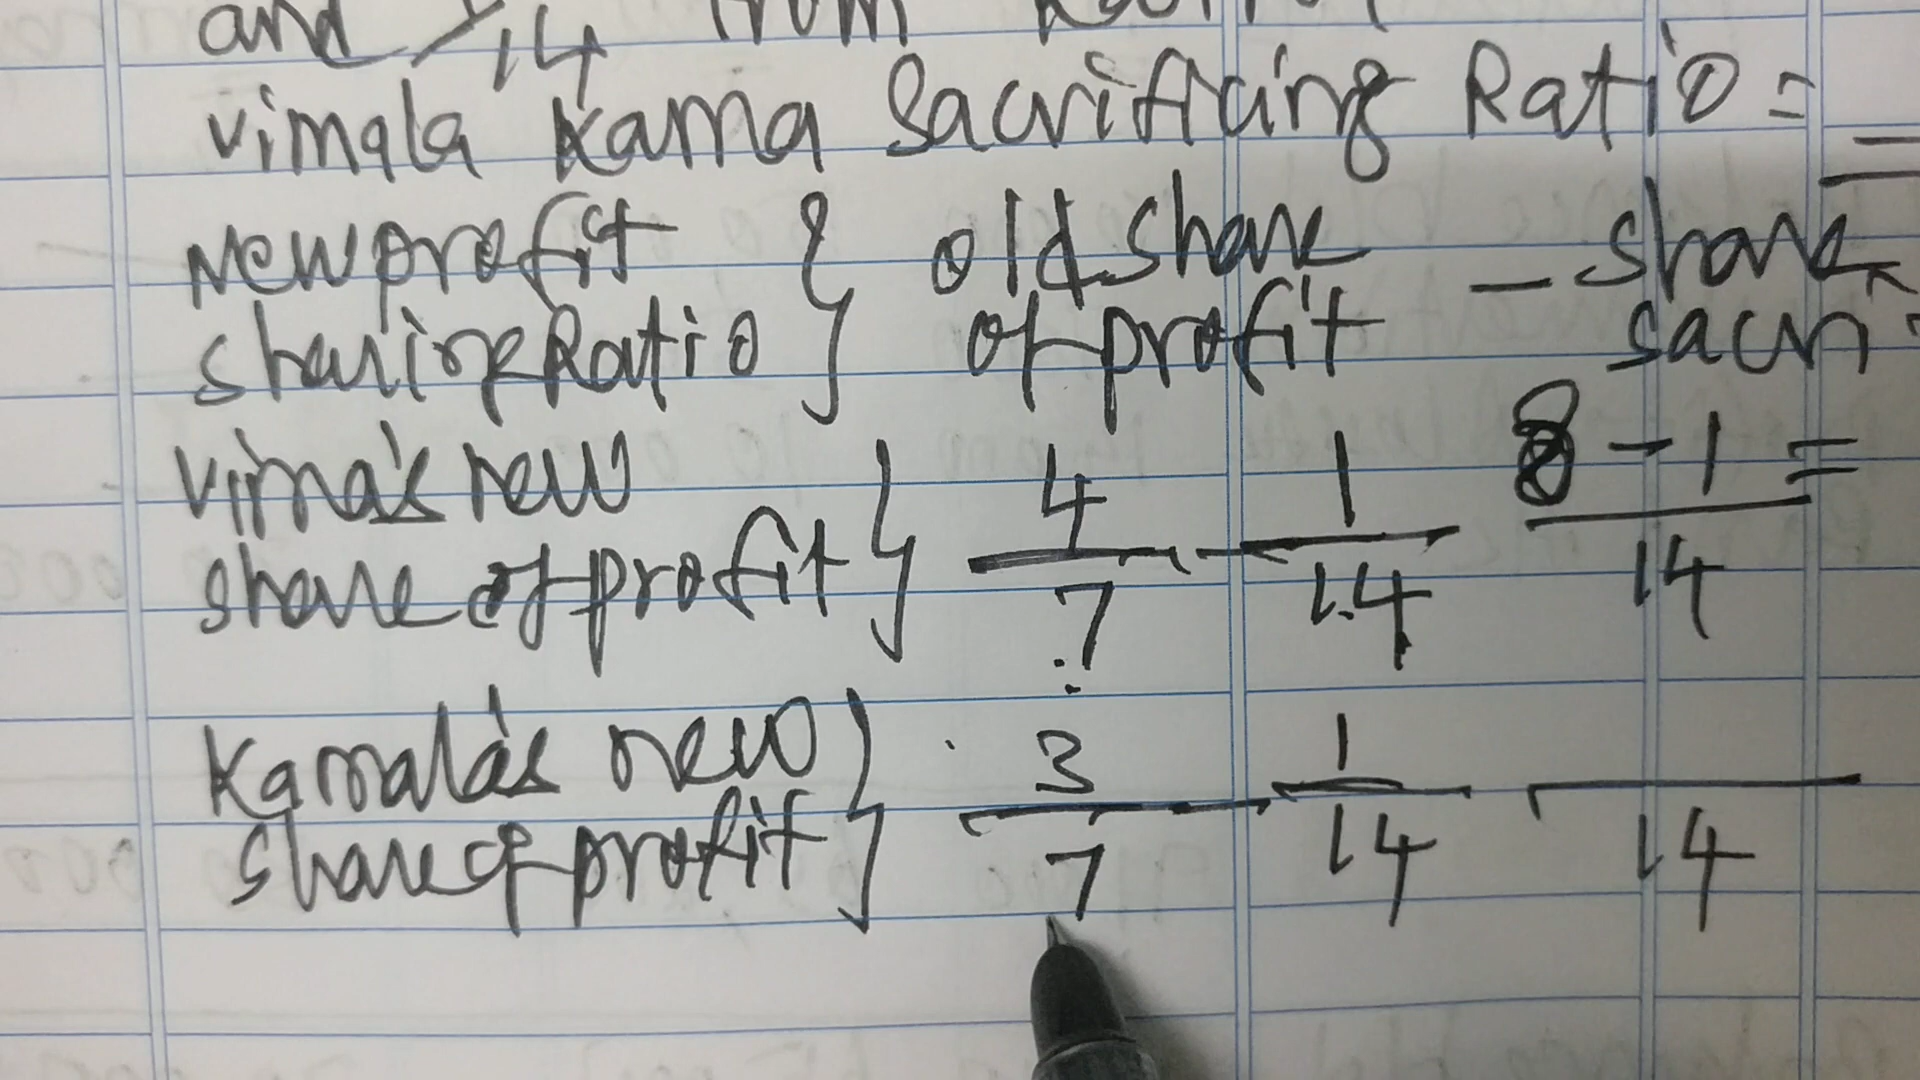 and 1/14 from
vimala Kama Sacrificing Ratio =
New profit } old share — share
sharing Ratio } of profit sacri
Vima's new } 4/7 — 1/14 8 – 1 = / 14
share of profit
Kamala's new } 3/7 — 1/14 /14
share of profit